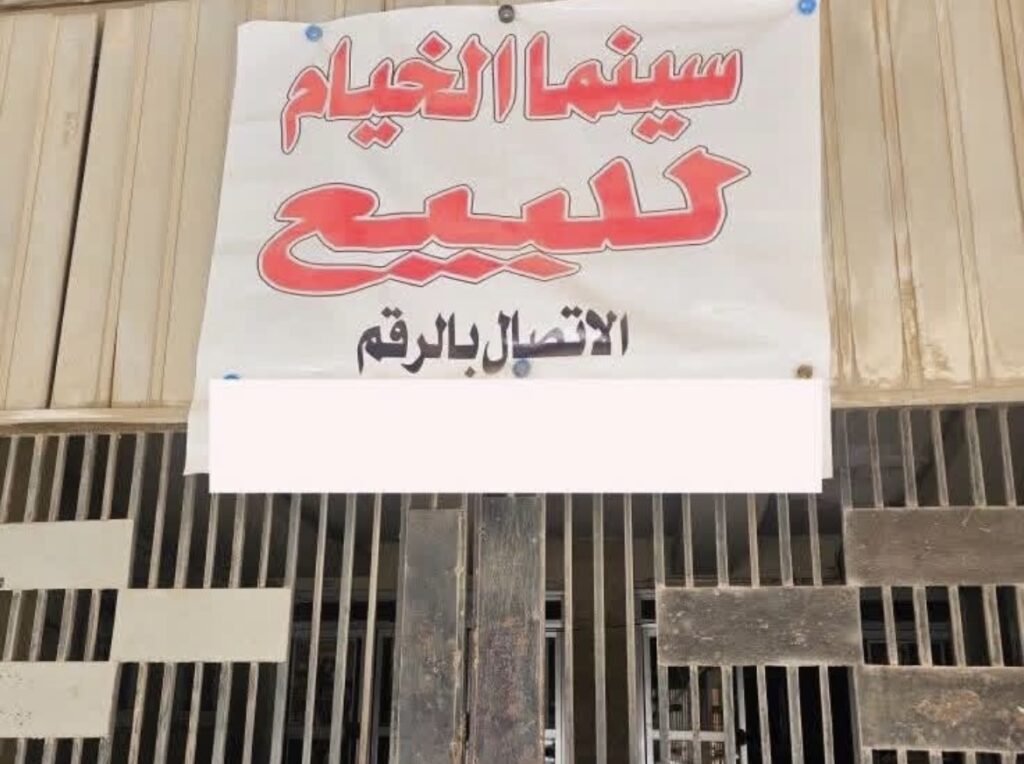 سينما الخيام
للبيع
الاتصال بالرقم